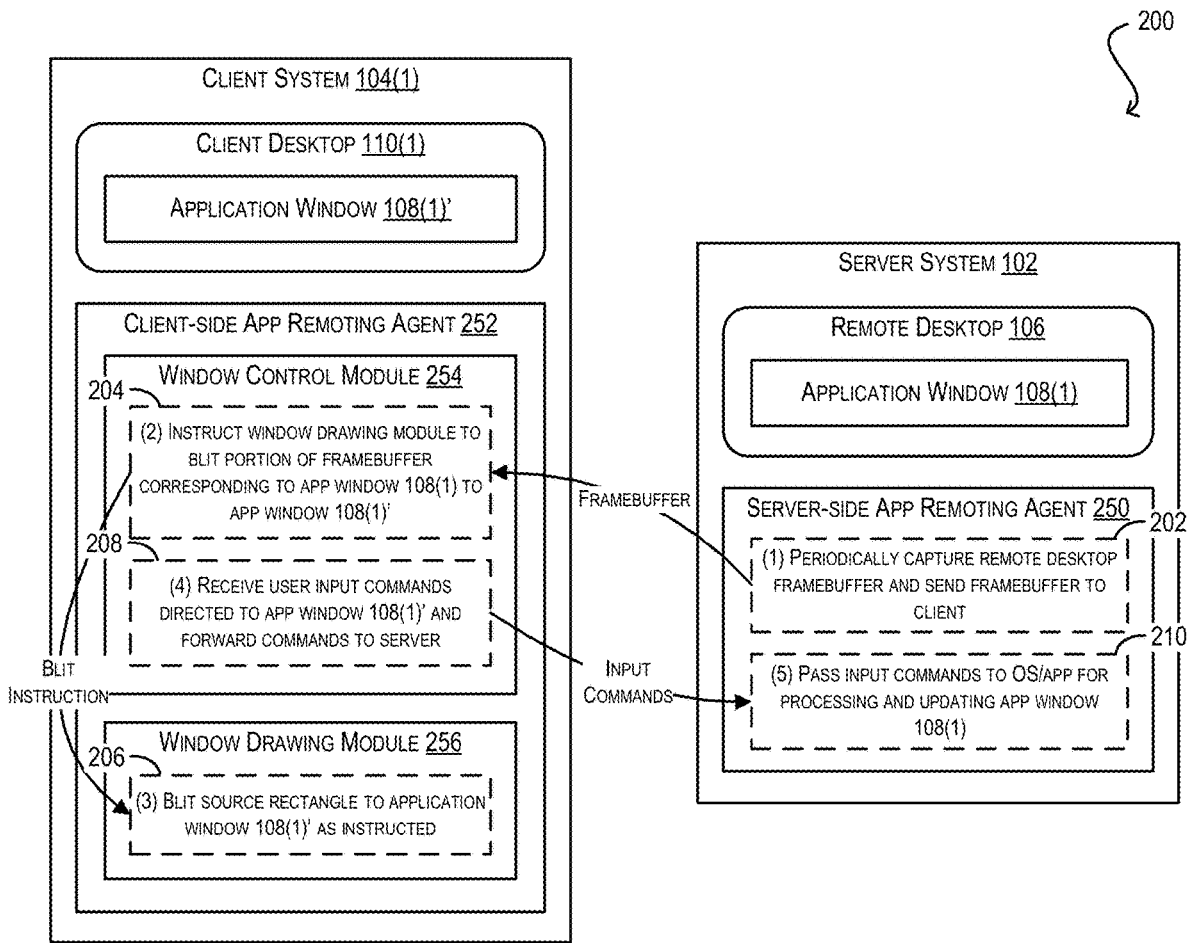 200
CLIENT SYSTEM 104(1)
CLIENT DESKTOP 110(1)
APPLICATION WINDOW 108(1)'
CLIENT-SIDE APP REMOTING AGENT 252
WINDOW CONTROL MODULE 254
204
(2) INSTRUCT WINDOW DRAWING MODULE TO
BLIT PORTION OF FRAMEBUFFER
CORRESPONDING TO APP WINDOW 108(1) TO
APP WINDOW 108(1)'
208
(4) RECEIVE USER INPUT COMMANDS
DIRECTED TO APP WINDOW 108(1)' AND
FORWARD COMMANDS TO SERVER
BLIT
INSTRUCTION
WINDOW DRAWING MODULE 256
206
(3) BLIT SOURCE RECTANGLE TO APPLICATION
WINDOW 108(1)' AS INSTRUCTED
FRAMEBUFFER
INPUT
COMMANDS
SERVER SYSTEM 102
REMOTE DESKTOP 106
APPLICATION WINDOW 108(1)
SERVER-SIDE APP REMOTING AGENT 250
202
(1) PERIODICALLY CAPTURE REMOTE DESKTOP
FRAMEBUFFER AND SEND FRAMEBUFFER TO
CLIENT
210
(5) PASS INPUT COMMANDS TO OS/APP FOR
PROCESSING AND UPDATING APP WINDOW
108(1)